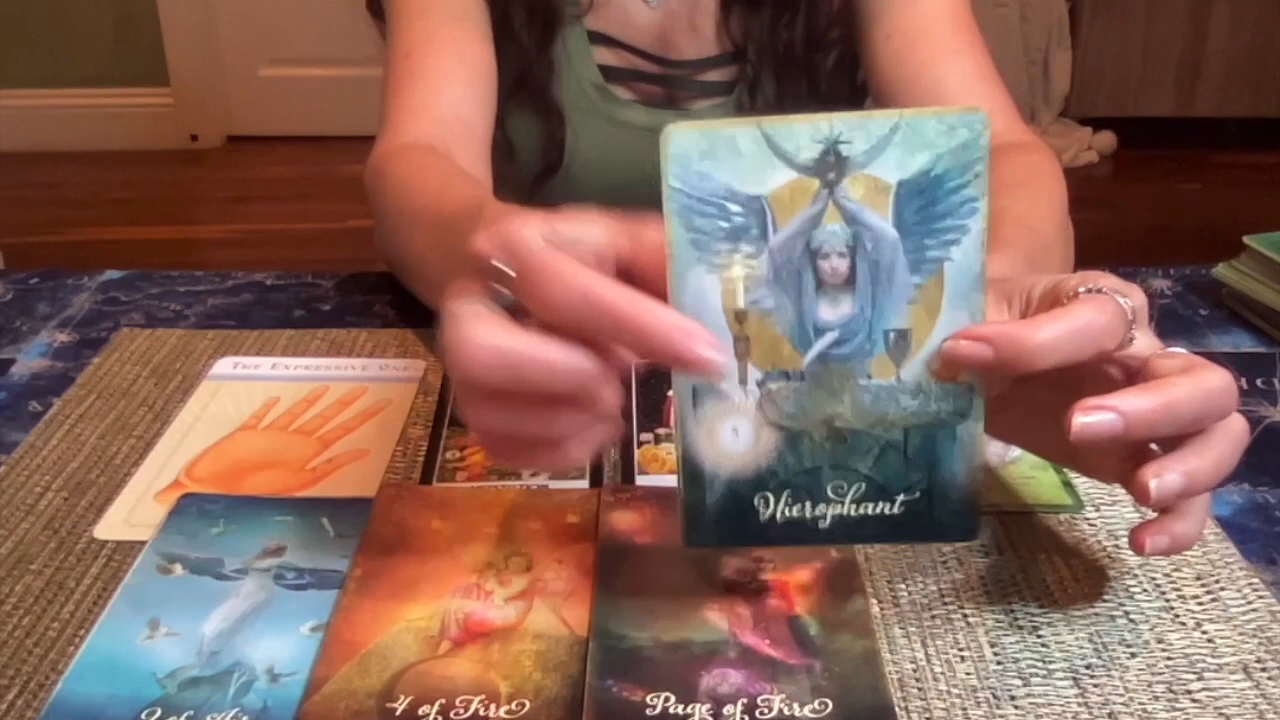 THE EXPRESSIVE ONE
Hierophant
4 of Fire
Page of Fire